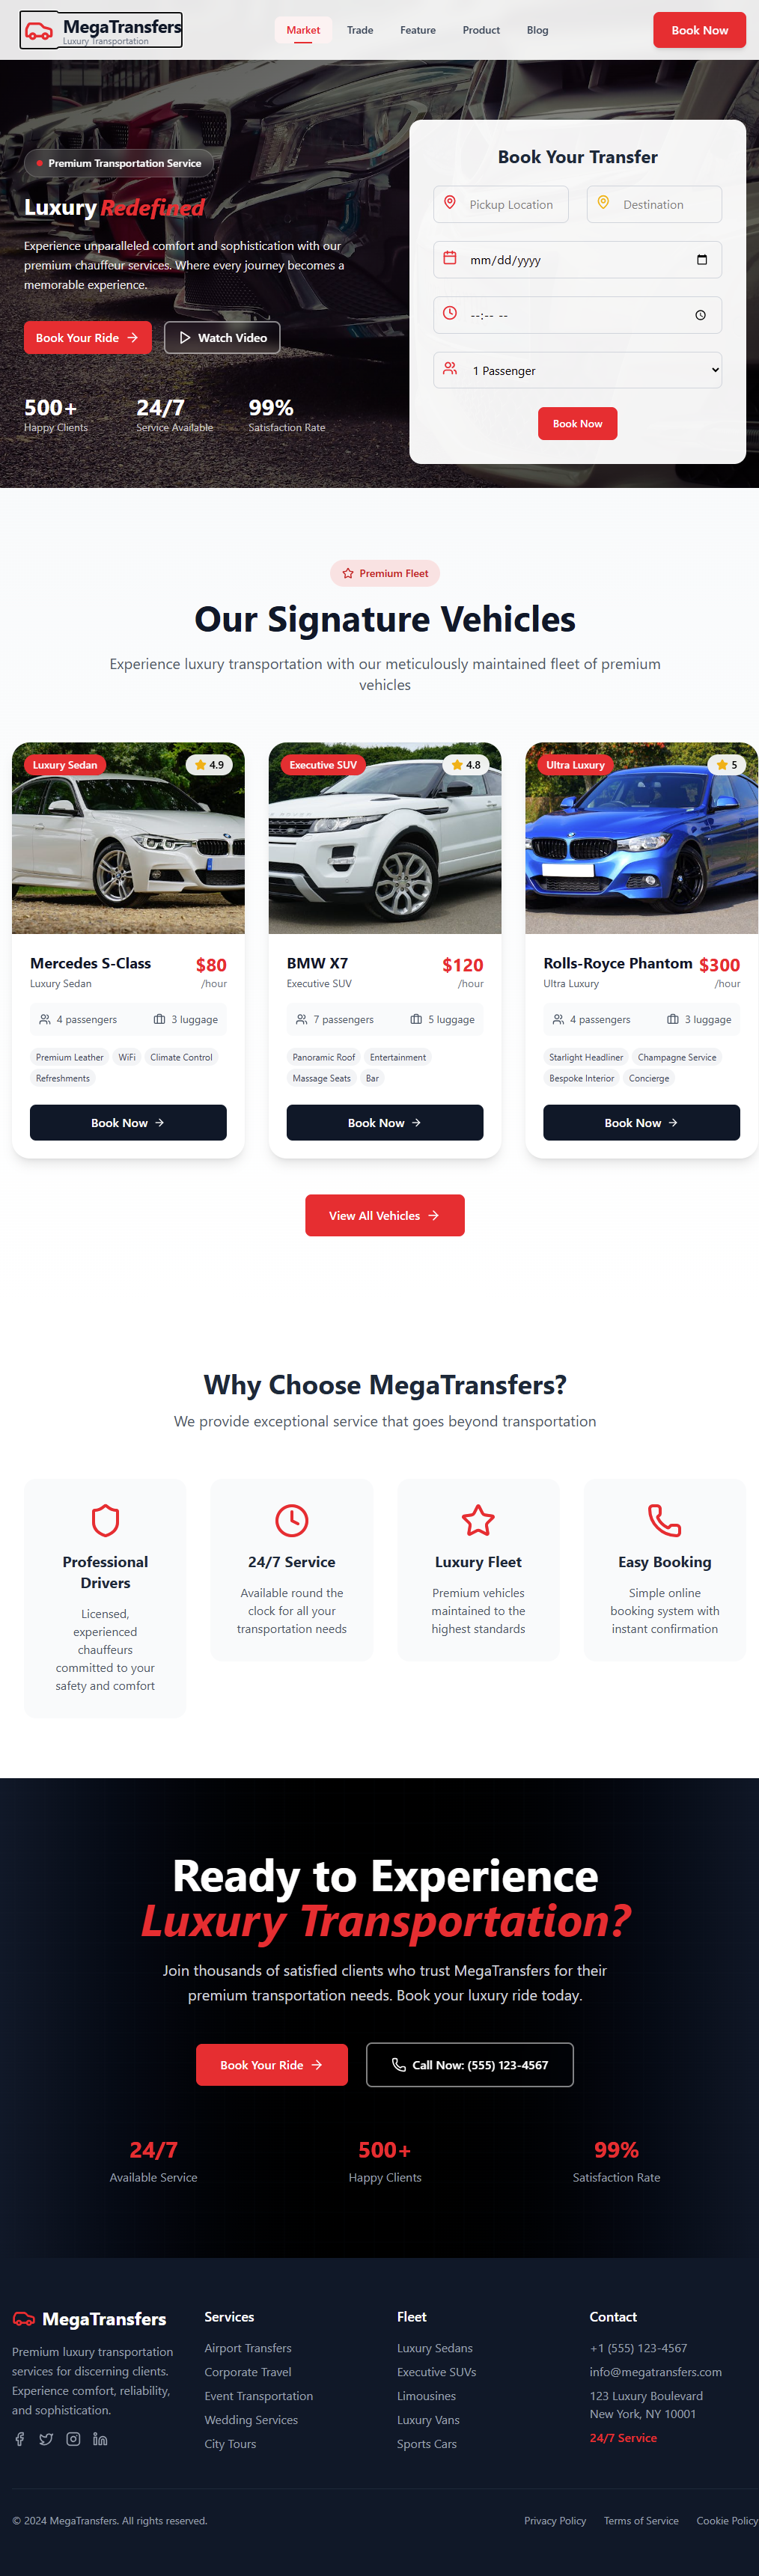 MegaTransfers
Luxury Transportation
Market
Trade
Feature
Product
Blog
Book Now
Premium Transportation Service
Luxury Redefined
Experience unparalleled comfort and sophistication with our
premium chauffeur services. Where every journey becomes a
memorable experience.
Book Your Ride
Watch Video
500+
Happy Clients
24/7
Service Available
99%
Satisfaction Rate
Book Your Transfer
Pickup Location
Destination
mm/dd/yyyy
--:-- --
1 Passenger
Book Now
Premium Fleet
Our Signature Vehicles
Experience luxury transportation with our meticulously maintained fleet of premium
vehicles
Luxury Sedan
4.9
Mercedes S-Class
$80
Luxury Sedan
/hour
4 passengers
3 luggage
Premium Leather
WiFi
Climate Control
Refreshments
Book Now
Executive SUV
4.8
BMW X7
$120
Executive SUV
/hour
7 passengers
5 luggage
Panoramic Roof
Entertainment
Massage Seats
Bar
Book Now
Ultra Luxury
5
Rolls-Royce Phantom
$300
Ultra Luxury
/hour
4 passengers
3 luggage
Starlight Headliner
Champagne Service
Bespoke Interior
Concierge
Book Now
View All Vehicles
Why Choose MegaTransfers?
We provide exceptional service that goes beyond transportation
Professional
Drivers
Licensed,
experienced
chauffeurs
committed to your
safety and comfort
24/7 Service
Available round the
clock for all your
transportation needs
Luxury Fleet
Premium vehicles
maintained to the
highest standards
Easy Booking
Simple online
booking system with
instant confirmation
Ready to Experience
Luxury Transportation?
Join thousands of satisfied clients who trust MegaTransfers for their
premium transportation needs. Book your luxury ride today.
Book Your Ride
Call Now: (555) 123-4567
24/7
Available Service
500+
Happy Clients
99%
Satisfaction Rate
MegaTransfers
Premium luxury transportation
services for discerning clients.
Experience comfort, reliability,
and sophistication.
Services
Airport Transfers
Corporate Travel
Event Transportation
Wedding Services
City Tours
Fleet
Luxury Sedans
Executive SUVs
Limousines
Luxury Vans
Sports Cars
Contact
+1 (555) 123-4567
info@megatransfers.com
123 Luxury Boulevard
New York, NY 10001
24/7 Service
© 2024 MegaTransfers. All rights reserved.
Privacy Policy
Terms of Service
Cookie Policy